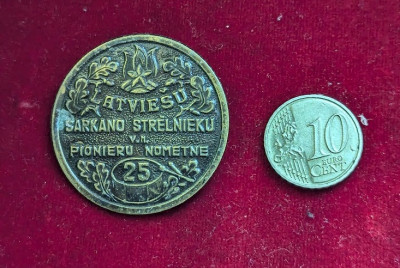 LATVIEŠU
SARKANO STRĒLNIEKU
V.N.
PIONIERU NOMETNE
25
10
EURO
CENT